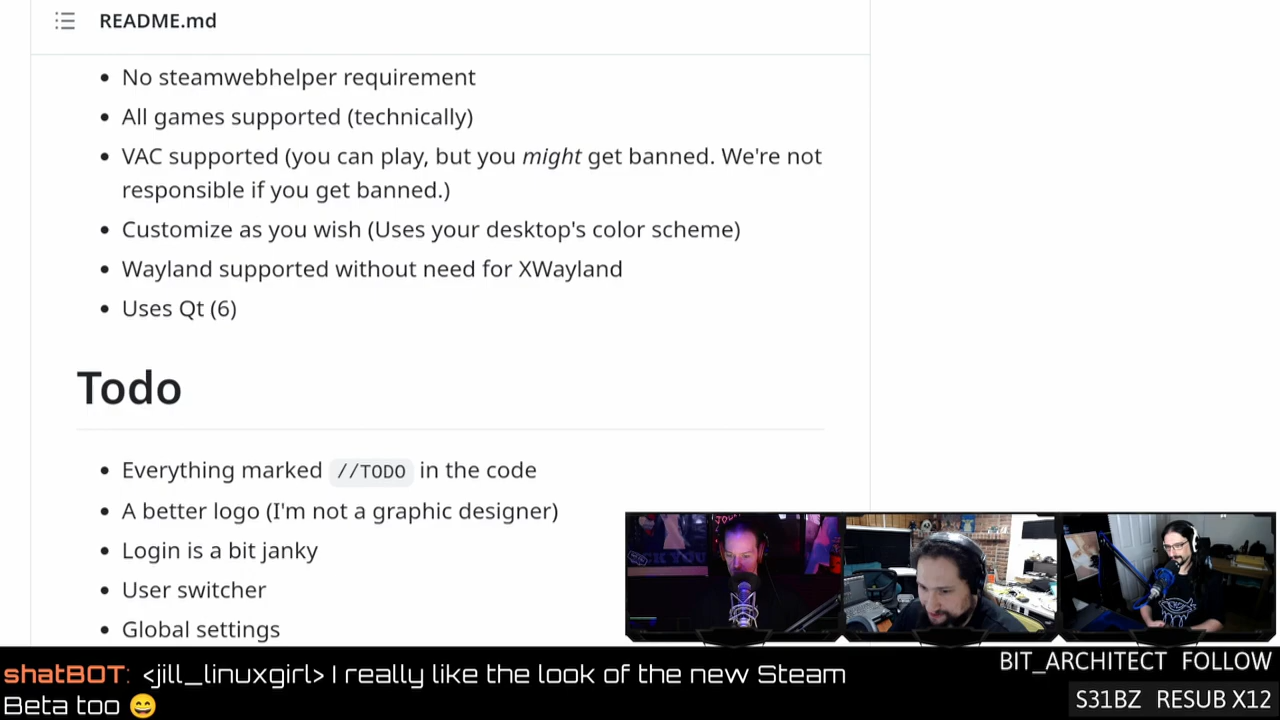 README.md
No steamwebhelper requirement
All games supported (technically)
VAC supported (you can play, but you might get banned. We're not
responsible if you get banned.)
Customize as you wish (Uses your desktop's color scheme)
Wayland supported without need for XWayland
Uses Qt (6)
Todo
Everything marked //TODO in the code
A better logo (I'm not a graphic designer)
Login is a bit janky
User switcher
Global settings
shatBOT: <jill_linuxgirl> I really like the look of the new Steam
Beta too 😄
BIT_ARCHITECT FOLLOW
S31BZ RESUB X12